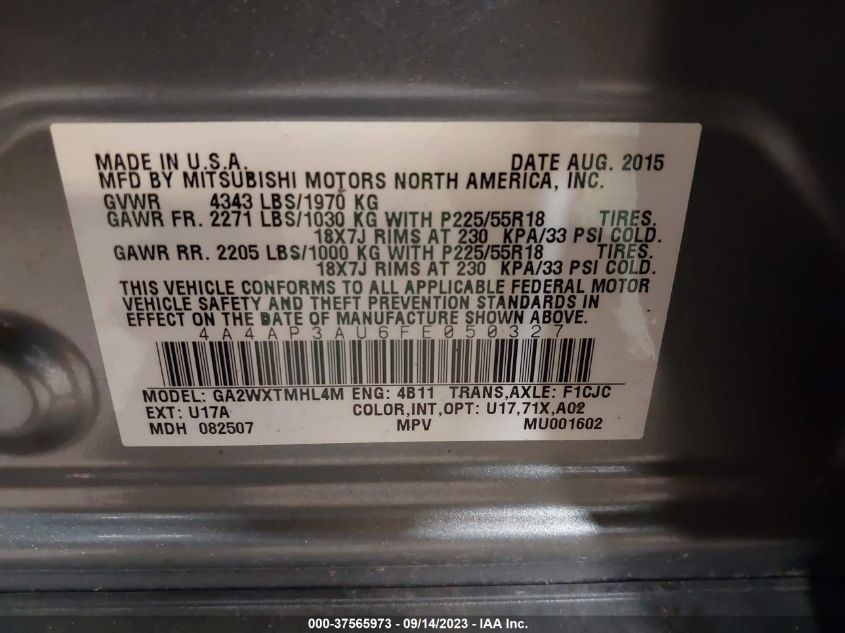 MADE IN U.S.A. DATE AUG. 2015
MFD BY MITSUBISHI MOTORS NORTH AMERICA, INC.
GVWR 4343 LBS/1970 KG
GAWR FR. 2271 LBS/1030 KG WITH P225/55R18 TIRES.
18X7J RIMS AT 230 KPA/33 PSI COLD.
GAWR RR. 2205 LBS/1000 KG WITH P225/55R18 TIRES.
18X7J RIMS AT 230 KPA/33 PSI COLD.
THIS VEHICLE CONFORMS TO ALL APPLICABLE FEDERAL MOTOR
VEHICLE SAFETY AND THEFT PREVENTION STANDARDS IN
EFFECT ON THE DATE OF MANUFACTURE SHOWN ABOVE.
4A4AP3AU6FE050327
MODEL: GA2WXTMHL4M ENG: 4B11 TRANS,AXLE: F1CJC
EXT: U17A COLOR,INT,OPT: U17,71X,A02
MDH 082507 MPV MU001602
000-37565973 - 09/14/2023 - IAA Inc.